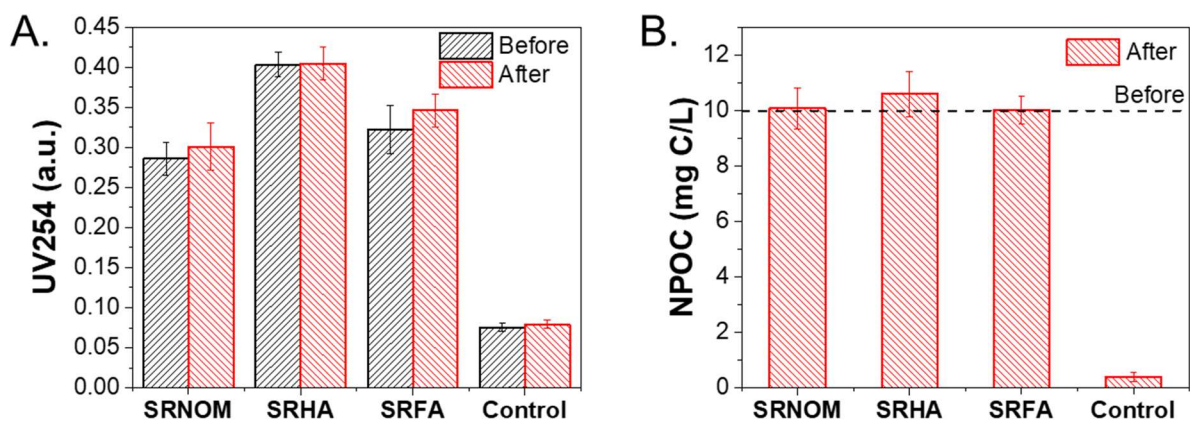 A.
UV254 (a.u.)
0.45
0.40
0.35
0.30
0.25
0.20
0.15
0.10
0.05
0.00
Before
After
SRNOM SRHA SRFA Control
B.
NPOC (mg C/L)
12
10
8
6
4
2
0
After
Before
SRNOM SRHA SRFA Control